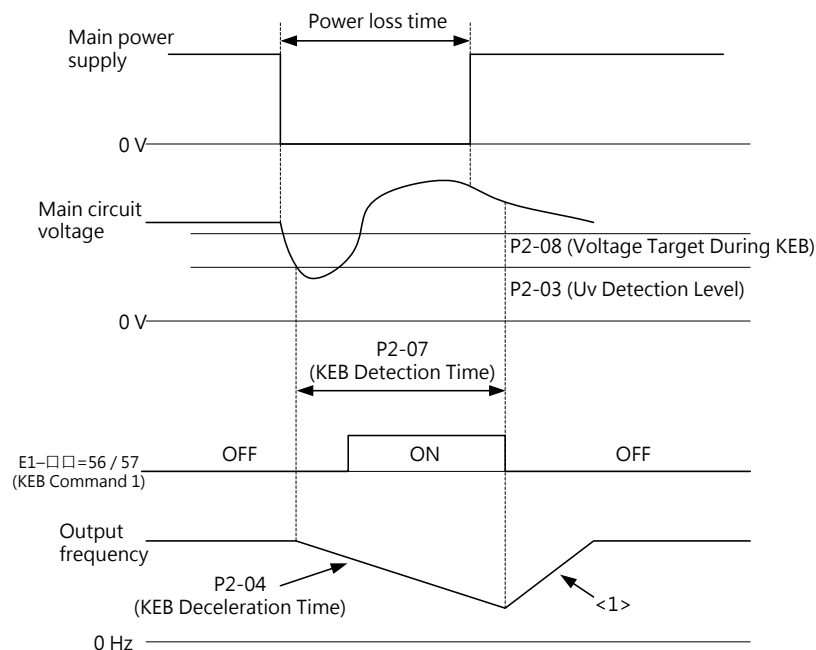 Power loss time
Main power
supply
0 V
Main circuit
voltage
P2-08 (Voltage Target During KEB)
P2-03 (Uv Detection Level)
0 V
P2-07
(KEB Detection Time)
E1–口口=56 / 57
(KEB Command 1)
OFF
ON
OFF
Output
frequency
P2-04
(KEB Deceleration Time)
<1>
0 Hz